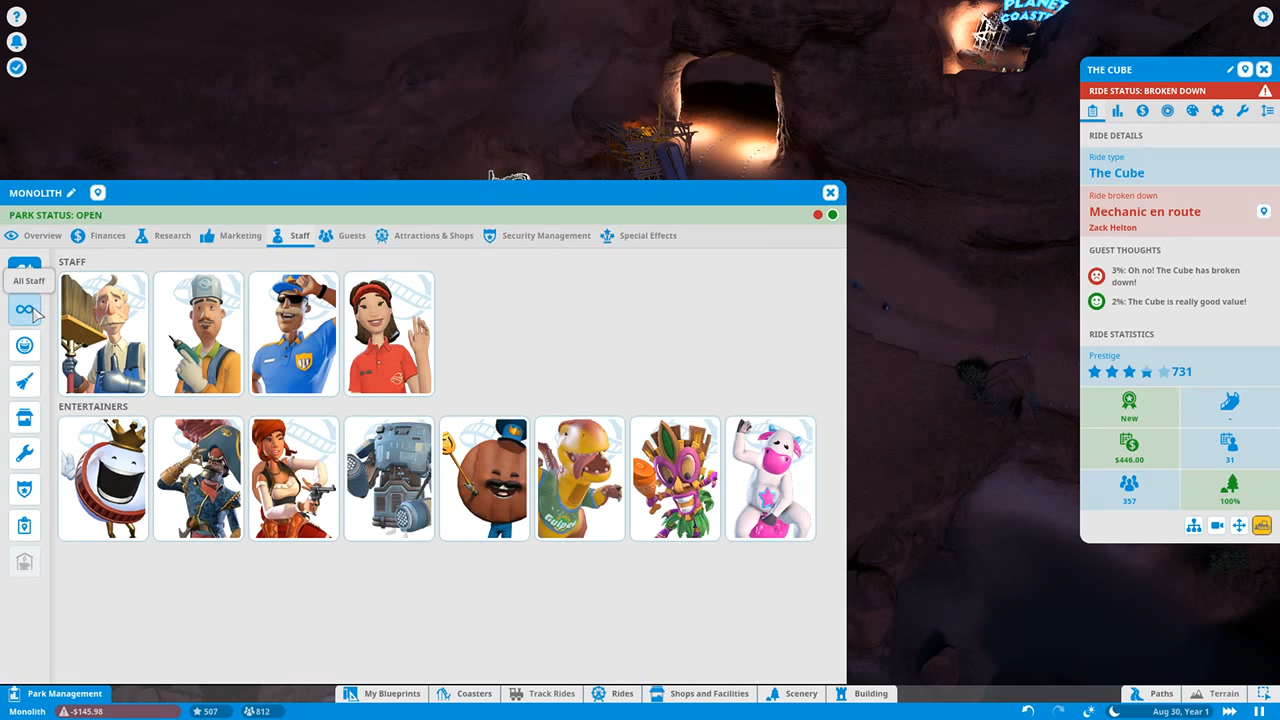 PLANET
COASTE
THE CUBE
RIDE STATUS: BROKEN DOWN
RIDE DETAILS
Ride type
The Cube
Ride broken down
Mechanic en route
Zack Helton
GUEST THOUGHTS
3%: Oh no! The Cube has broken
down!
2%: The Cube is really good value!
RIDE STATISTICS
Prestige
731
New
-
$446.00
31
357
100%
MONOLITH
PARK STATUS: OPEN
Overview
Finances
Research
Marketing
Staff
Guests
Attractions & Shops
Security Management
Special Effects
All Staff
STAFF
ENTERTAINERS
Gulpee
Park Management
My Blueprints
Coasters
Track Rides
Rides
Shops and Facilities
Scenery
Building
Paths
Terrain
Monolith
-$145.98
507
812
Aug 30, Year 1